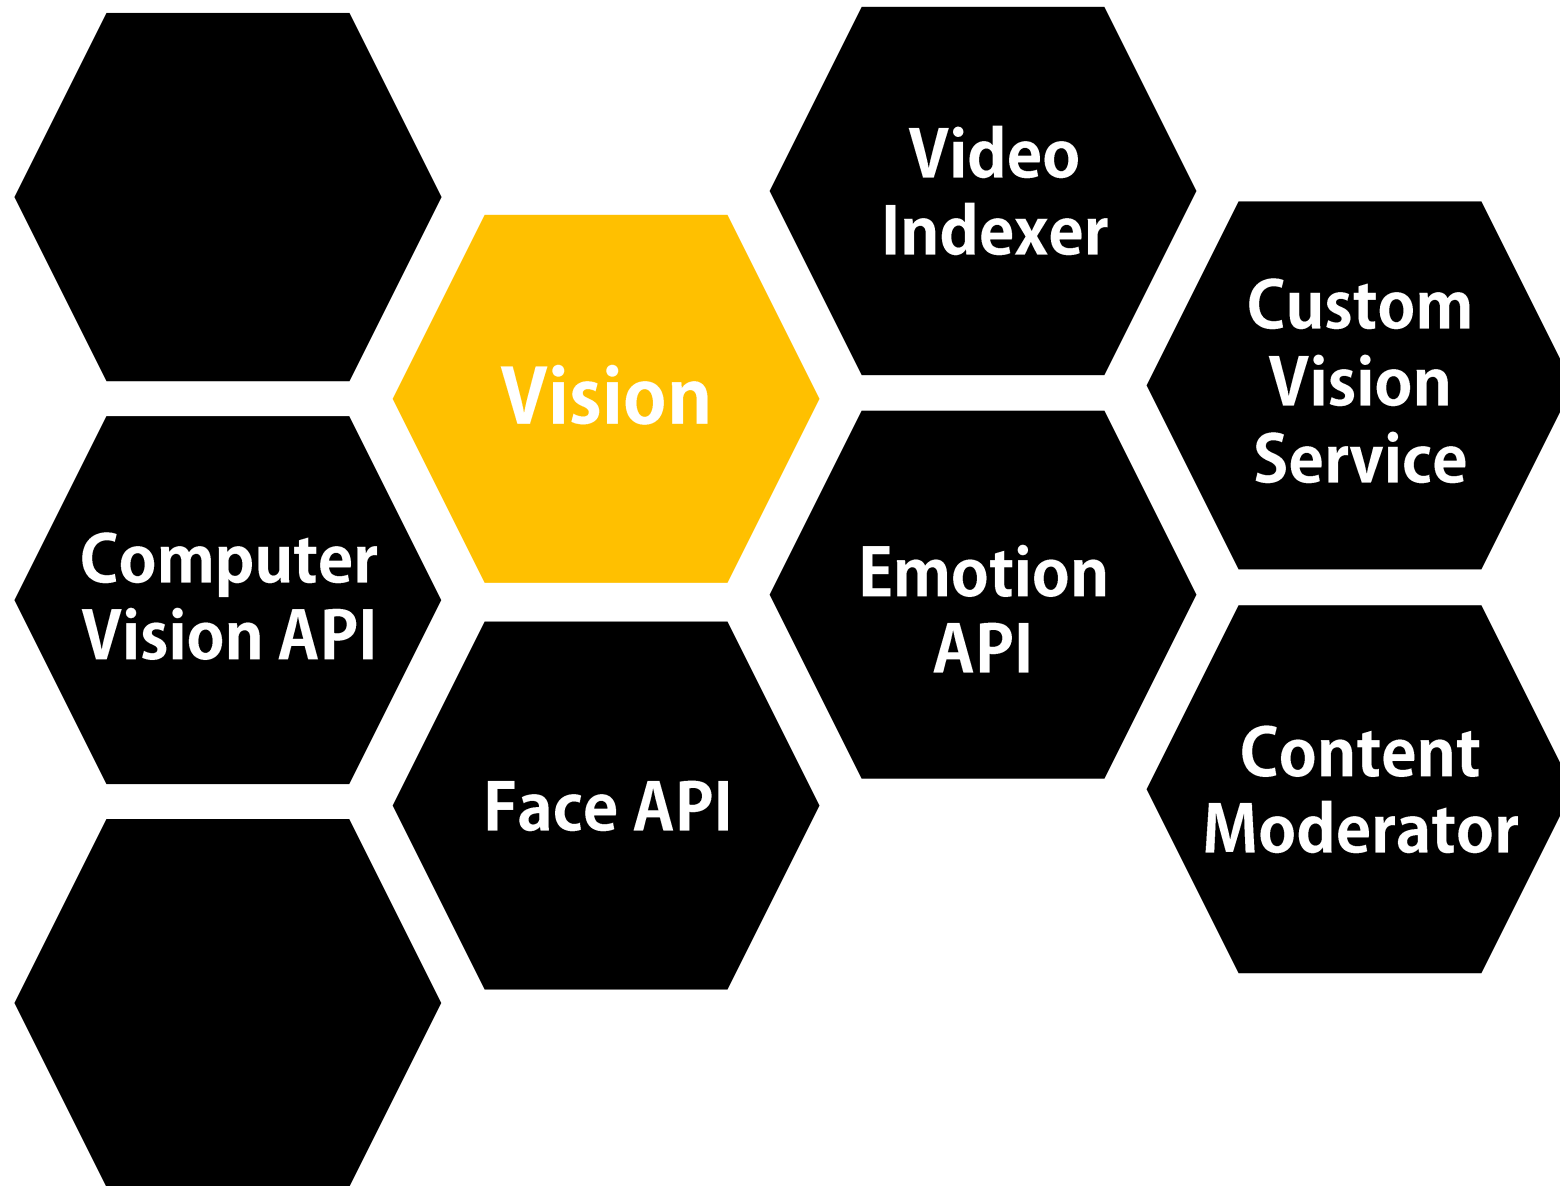 Video
Indexer
Custom
Vision
Service
Vision
Computer
Vision API
Emotion
API
Face API
Content
Moderator